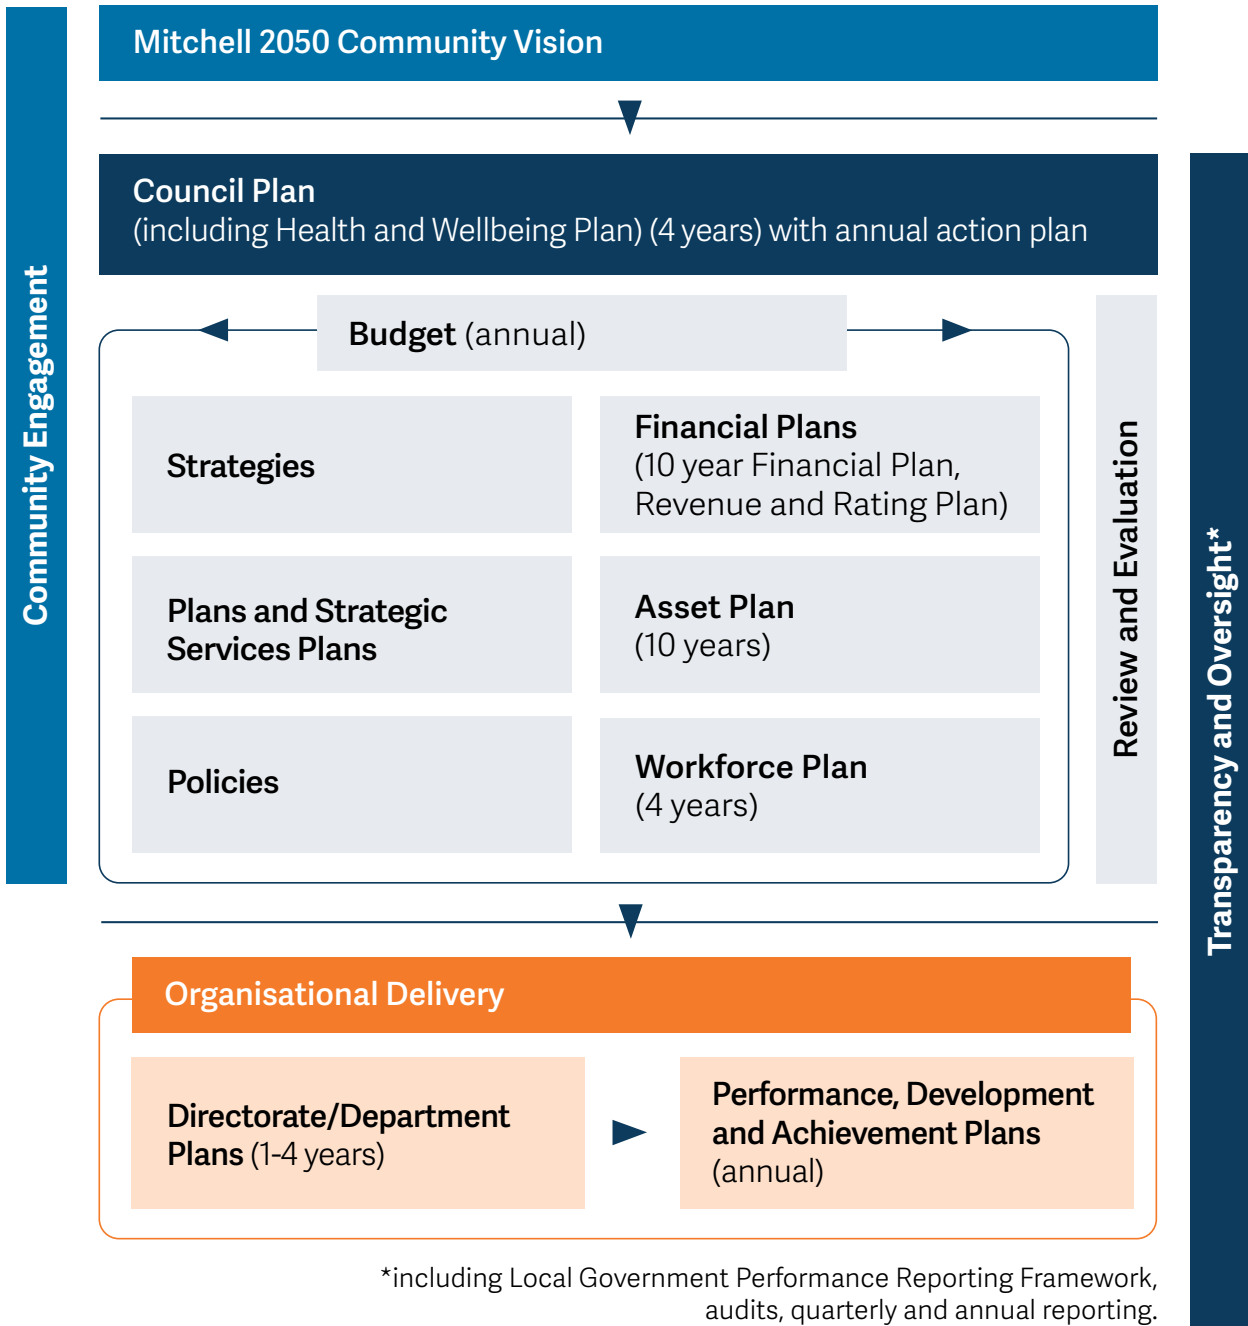 Mitchell 2050 Community Vision
Community Engagement
Council Plan
(including Health and Wellbeing Plan) (4 years) with annual action plan
Budget (annual)
Strategies
Financial Plans
(10 year Financial Plan,
Revenue and Rating Plan)
Plans and Strategic
Services Plans
Asset Plan
(10 years)
Policies
Workforce Plan
(4 years)
Review and Evaluation
Transparency and Oversight*
Organisational Delivery
Directorate/Department
Plans (1-4 years)
Performance, Development
and Achievement Plans
(annual)
*including Local Government Performance Reporting Framework,
audits, quarterly and annual reporting.